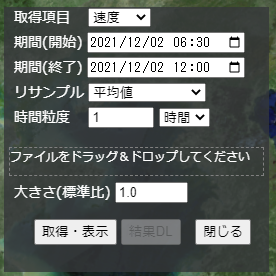 取得項目 速度
期間(開始) 2021/12/02 06:30
期間(終了) 2021/12/02 12:00
リサンプル 平均値
時間粒度 1 時間
ファイルをドラッグ＆ドロップしてください
大きさ(標準比) 1.0
取得・表示 結果DL 閉じる